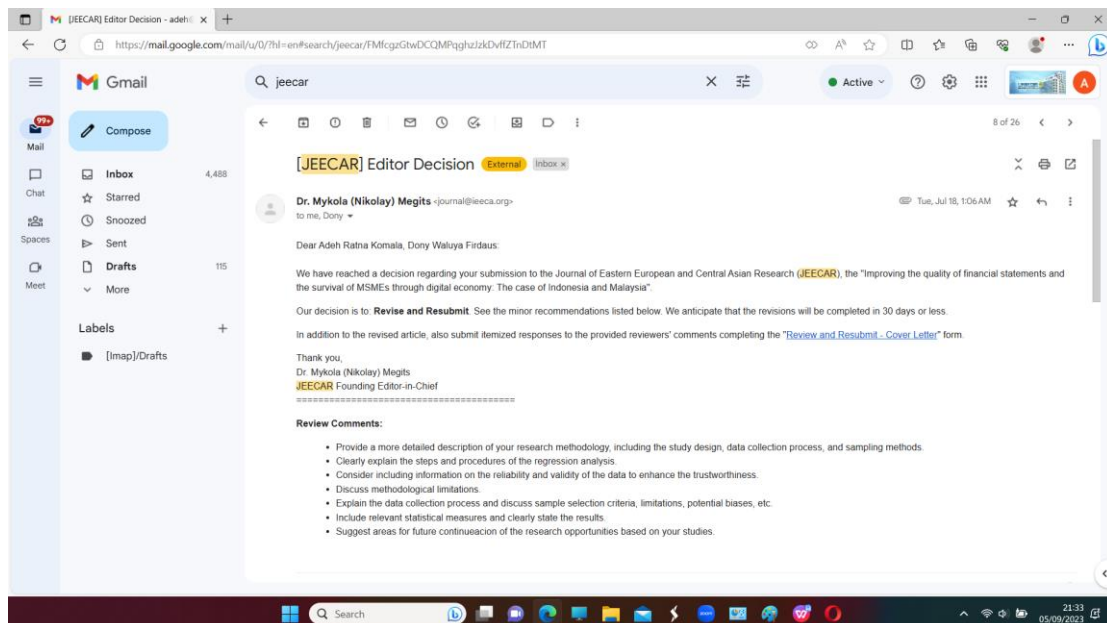 [JEECAR] Editor Decision - adeh
https://mail.google.com/mail/u/0/?hl=en#search/jeecar/FMfcgzGtwDCQMPqghzJzkDvffZTnDtMT
Gmail
jeecar
Active
A
99+
Mail
Chat
Spaces
Meet
Compose
Inbox 4,488
Starred
Snoozed
Sent
Drafts 115
More
Labels
[Imap]/Drafts
8 of 26
[JEECAR] Editor Decision External Inbox x
Dr. Mykola (Nikolay) Megits <journal@ieeca.org> Tue, Jul 18, 1:06 AM
to me, Dony
Dear Adeh Ratna Komala, Dony Waluya Firdaus:
We have reached a decision regarding your submission to the Journal of Eastern European and Central Asian Research (JEECAR), the "Improving the quality of financial statements and
the survival of MSMEs through digital economy: The case of Indonesia and Malaysia".
Our decision is to: Revise and Resubmit. See the minor recommendations listed below. We anticipate that the revisions will be completed in 30 days or less.
In addition to the revised article, also submit itemized responses to the provided reviewers' comments completing the "Review and Resubmit - Cover Letter" form.
Thank you,
Dr. Mykola (Nikolay) Megits
JEECAR Founding Editor-in-Chief
========================================
Review Comments:
• Provide a more detailed description of your research methodology, including the study design, data collection process, and sampling methods.
• Clearly explain the steps and procedures of the regression analysis.
• Consider including information on the reliability and validity of the data to enhance the trustworthiness.
• Discuss methodological limitations.
• Explain the data collection process and discuss sample selection criteria, limitations, potential biases, etc.
• Include relevant statistical measures and clearly state the results.
• Suggest areas for future continueacion of the research opportunities based on your studies.
Search
21:33
05/09/2023